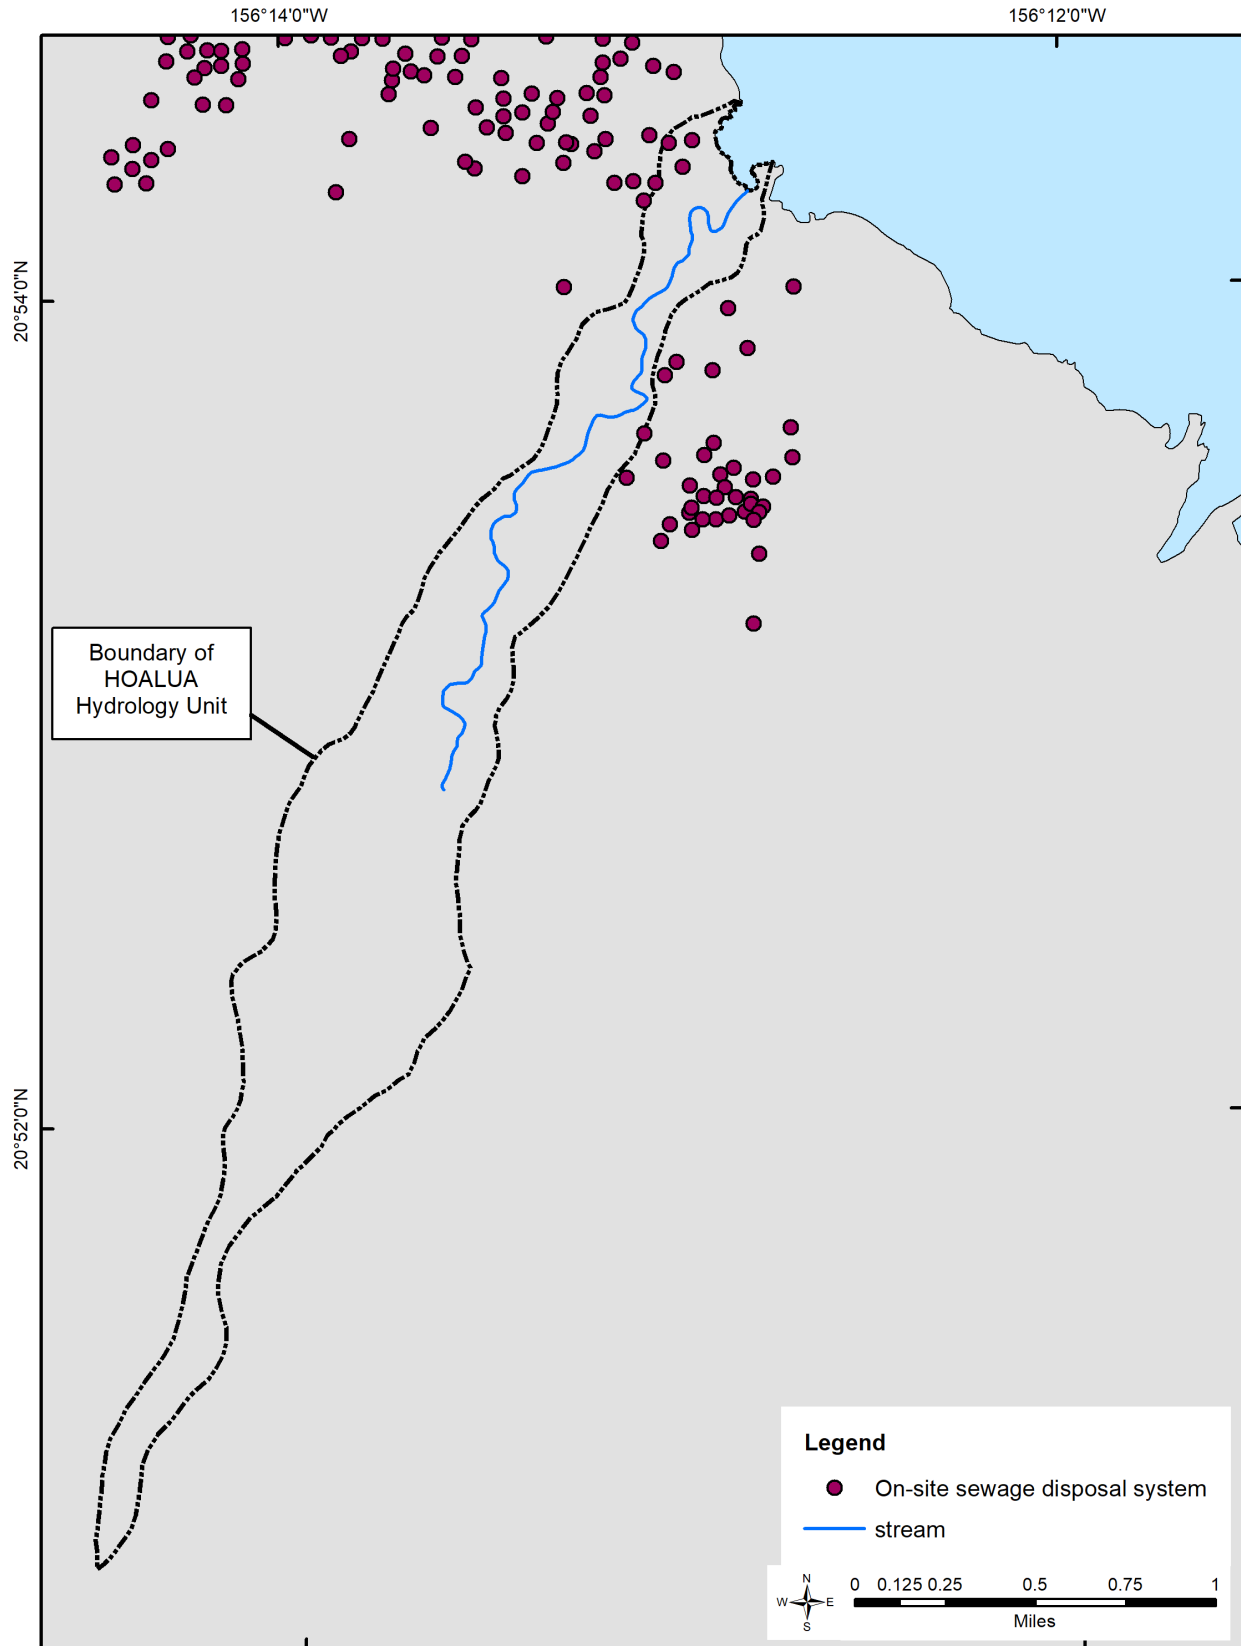 156°14'0"W
156°12'0"W
20°54'0"N
Boundary of
HOALUA
Hydrology Unit
20°52'0"N
Legend
On-site sewage disposal system
stream
N
W E
S
0 0.125 0.25 0.5 0.75 1
Miles